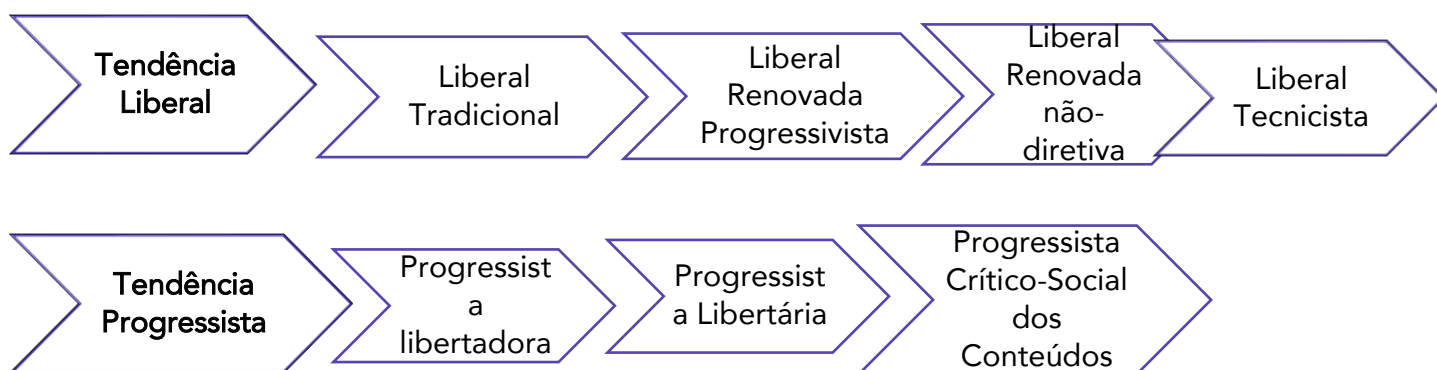 Tendência
Liberal
Liberal
Tradicional
Liberal
Renovada
Progressivista
Liberal
Renovada
não-
diretiva
Liberal
Tecnicista
Tendência
Progressista
Progressist
a
libertadora
Progressist
a Libertária
Progressista
Crítico-Social
dos
Conteúdos